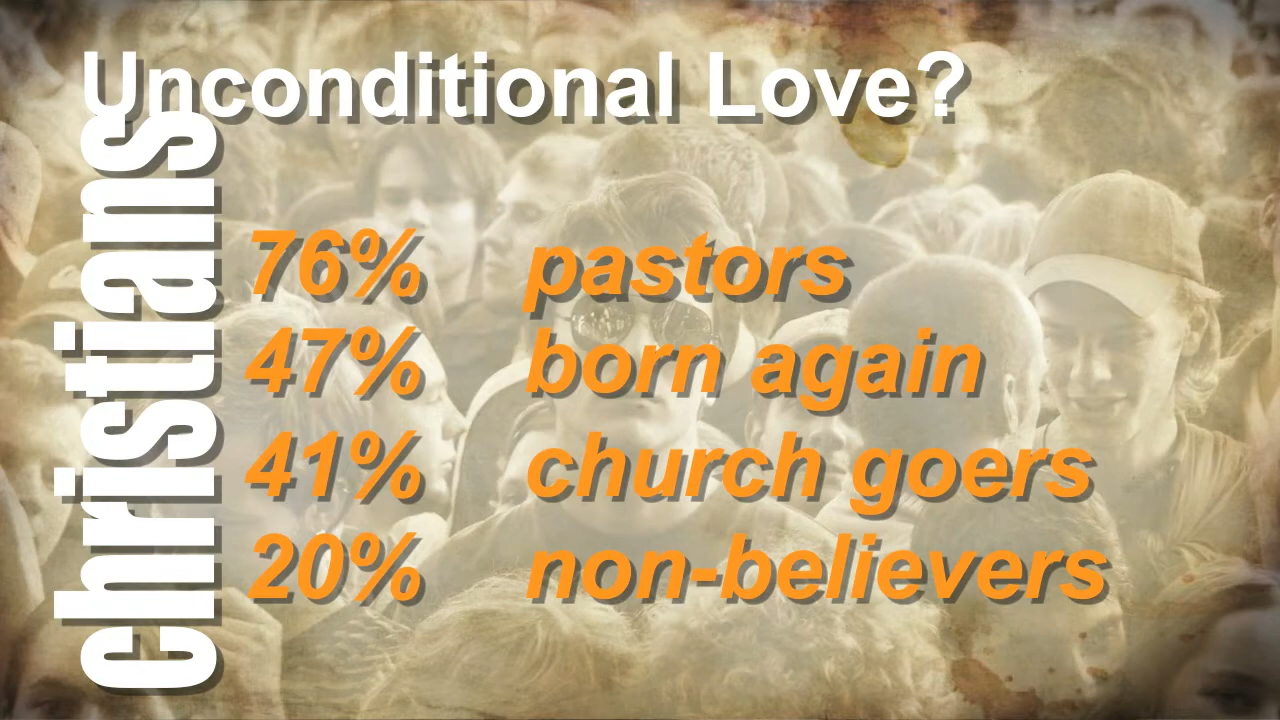 Unconditional Love?
christians
76% pastors
47% born again
41% church goers
20% non-believers